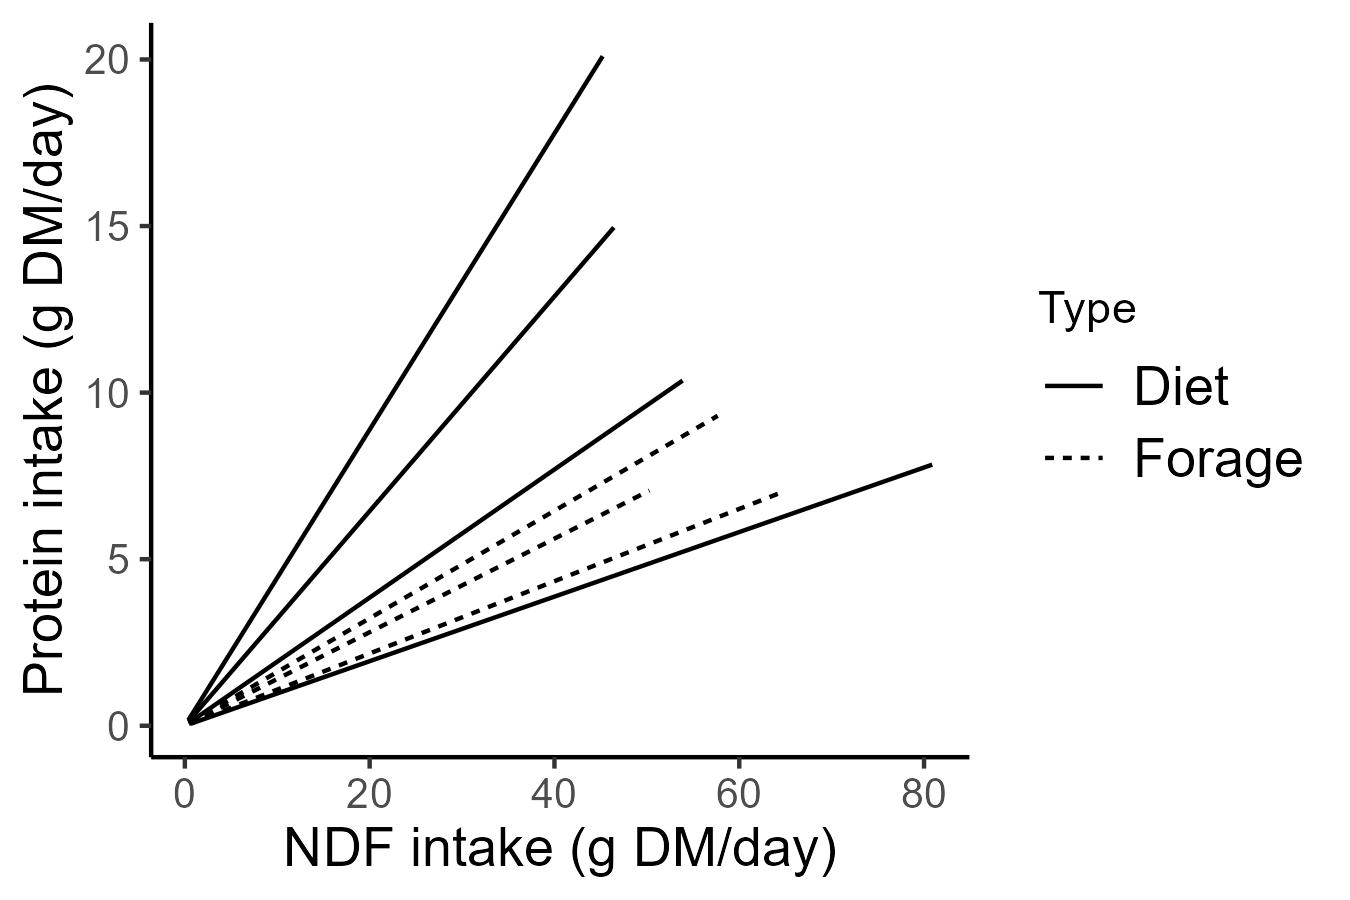 Protein intake (g DM/day)
20
15
10
5
0
0 20 40 60 80
NDF intake (g DM/day)
Type
Diet
Forage